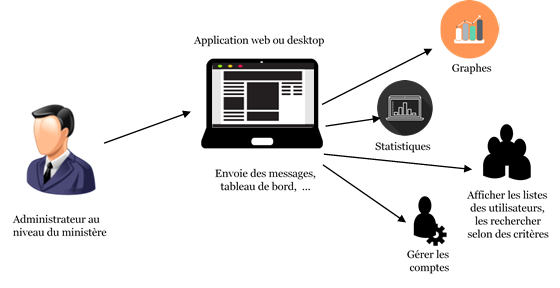 Application web ou desktop
Graphes
Statistiques
Envoie des messages,
tableau de bord, ...
Administrateur au
niveau du ministère
Afficher les listes
des utilisateurs,
les rechercher
selon des critères
Gérer les
comptes